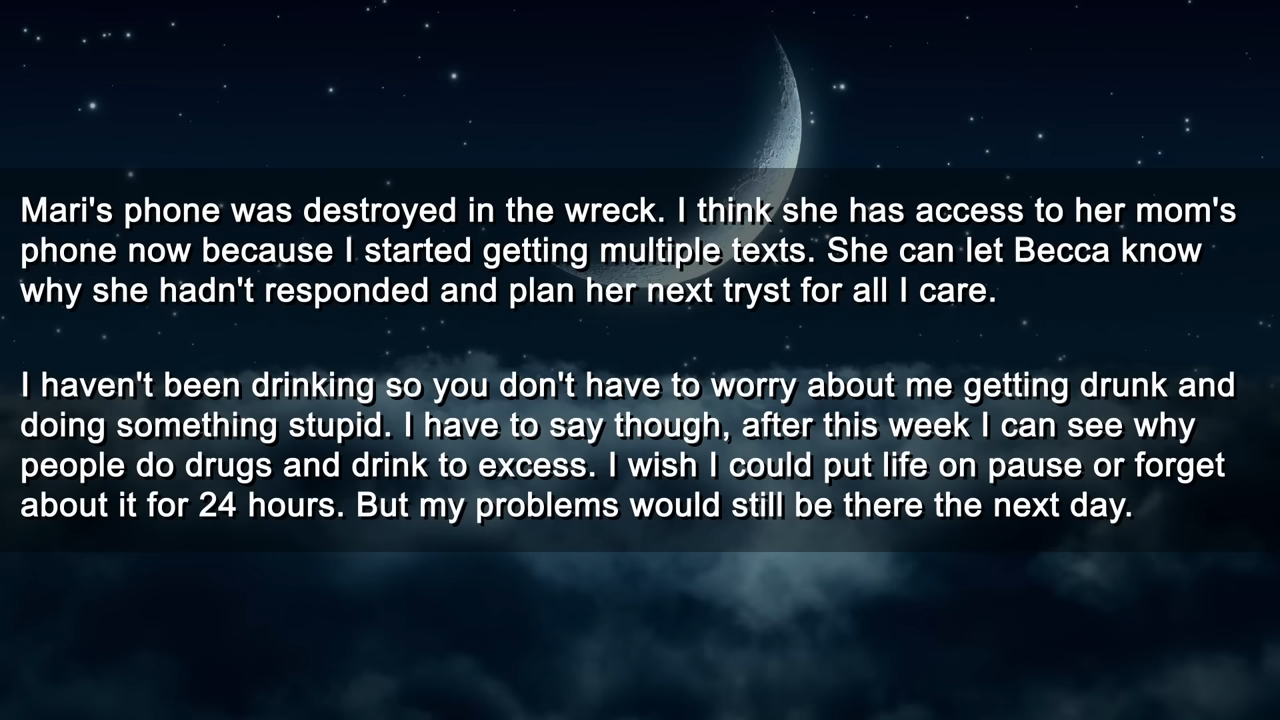 Mari's phone was destroyed in the wreck. I think she has access to her mom's
phone now because I started getting multiple texts. She can let Becca know
why she hadn't responded and plan her next tryst for all I care.
I haven't been drinking so you don't have to worry about me getting drunk and
doing something stupid. I have to say though, after this week I can see why
people do drugs and drink to excess. I wish I could put life on pause or forget
about it for 24 hours. But my problems would still be there the next day.